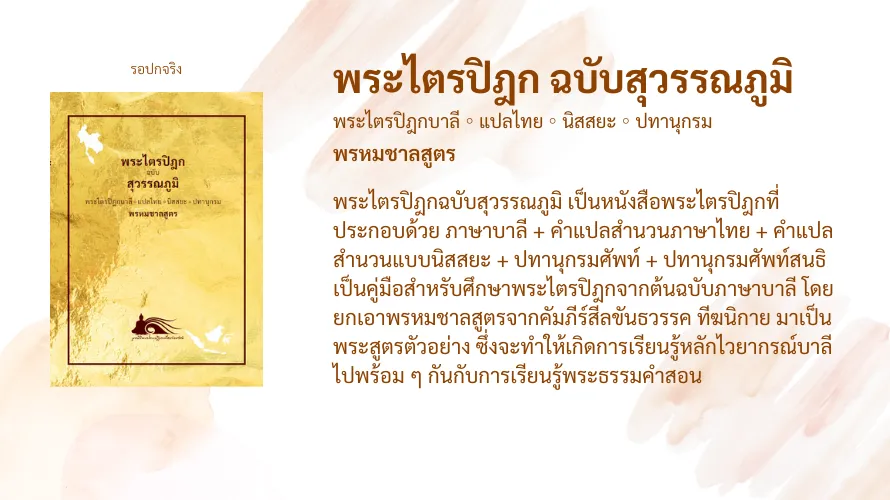 รอปกจริง
พระไตรปิฎก
ฉบับ
สุวรรณภูมิ
พระไตรปิฎกบาลี ◦ แปลไทย ◦ นิสสยะ ◦ ปทานุกรม
พรหมชาลสูตร
พระไตรปิฎก ฉบับสุวรรณภูมิ
พระไตรปิฎกบาลี ◦ แปลไทย ◦ นิสสยะ ◦ ปทานุกรม
พรหมชาลสูตร
พระไตรปิฎกฉบับสุวรรณภูมิ เป็นหนังสือพระไตรปิฎกที่
ประกอบด้วย ภาษาบาลี + คำแปลสำนวนภาษาไทย + คำแปล
สำนวนแบบนิสสยะ + ปทานุกรมศัพท์ + ปทานุกรมศัพท์สนธิ
เป็นคู่มือสำหรับศึกษาพระไตรปิฎกจากต้นฉบับภาษาบาลี โดย
ยกเอาพรหมชาลสูตรจากคัมภีร์สีลขันธวรรค ทีฆนิกาย มาเป็น
พระสูตรตัวอย่าง ซึ่งจะทำให้เกิดการเรียนรู้หลักไวยากรณ์บาลี
ไปพร้อม ๆ กันกับการเรียนรู้พระธรรมคำสอน